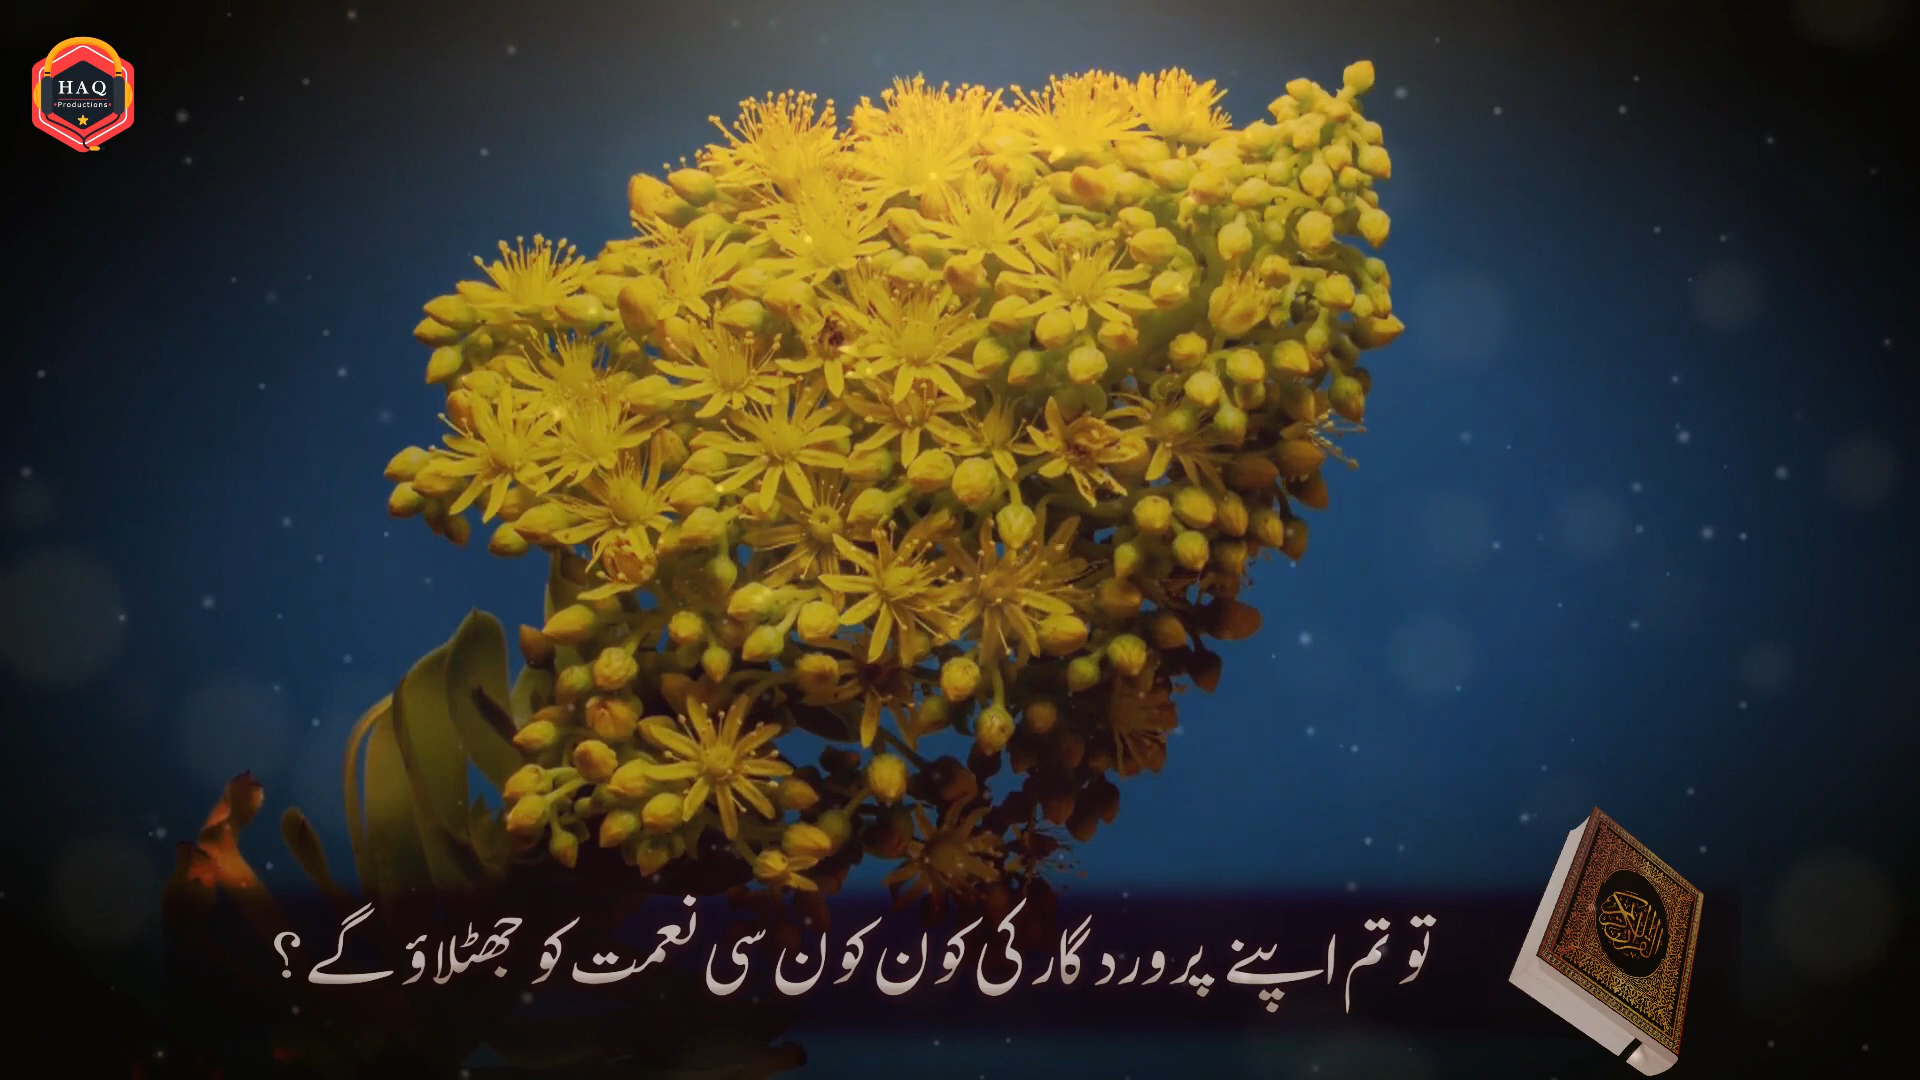 HAQ
Productions
تو تم اپنے پروردگار کی کون کون سی نعمت کو جھٹلاؤ گے؟